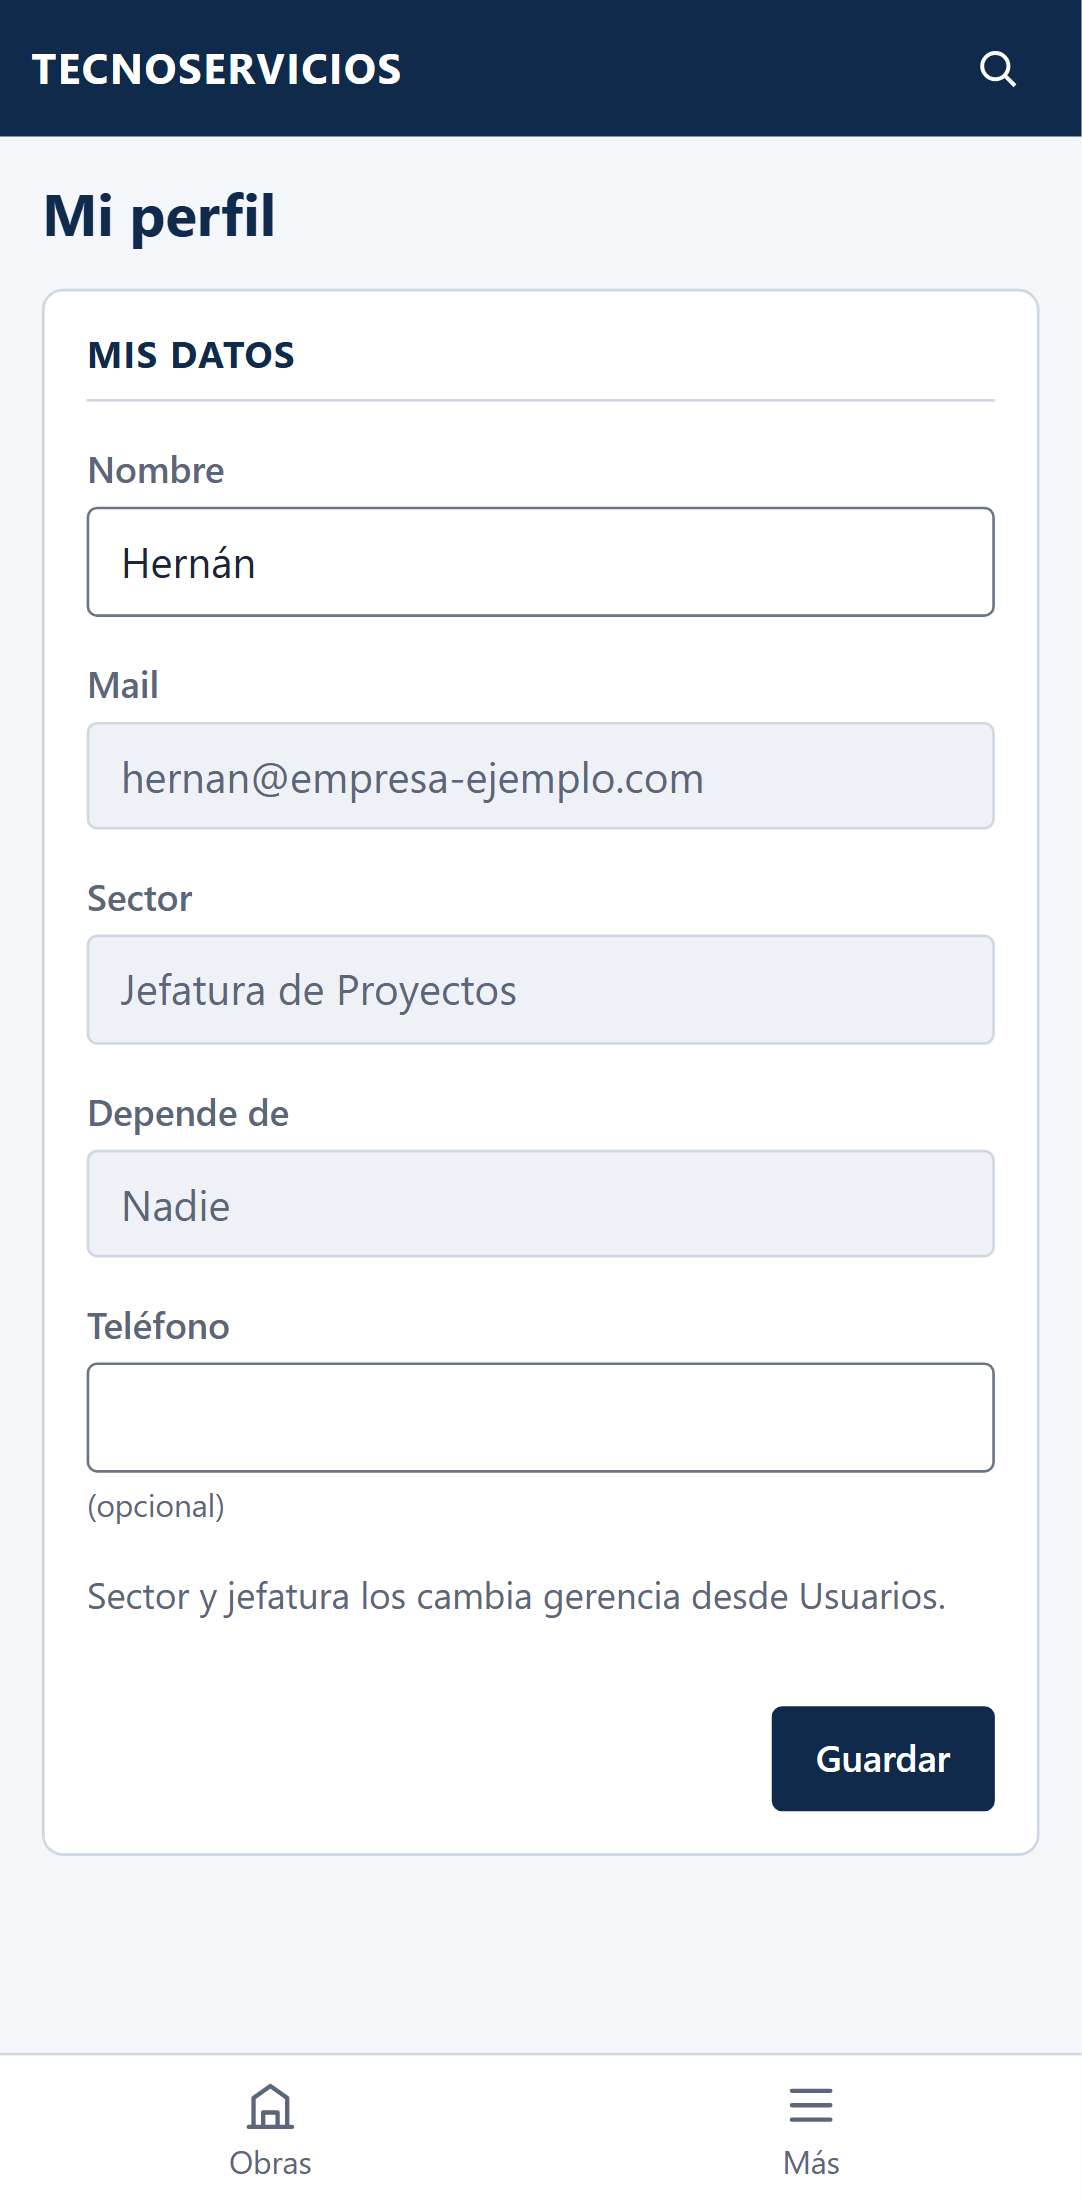 TECNOSERVICIOS
Mi perfil
MIS DATOS
Nombre
Hernán
Mail
hernan@empresa-ejemplo.com
Sector
Jefatura de Proyectos
Depende de
Nadie
Teléfono
(opcional)
Sector y jefatura los cambia gerencia desde Usuarios.
Guardar
Obras
Más